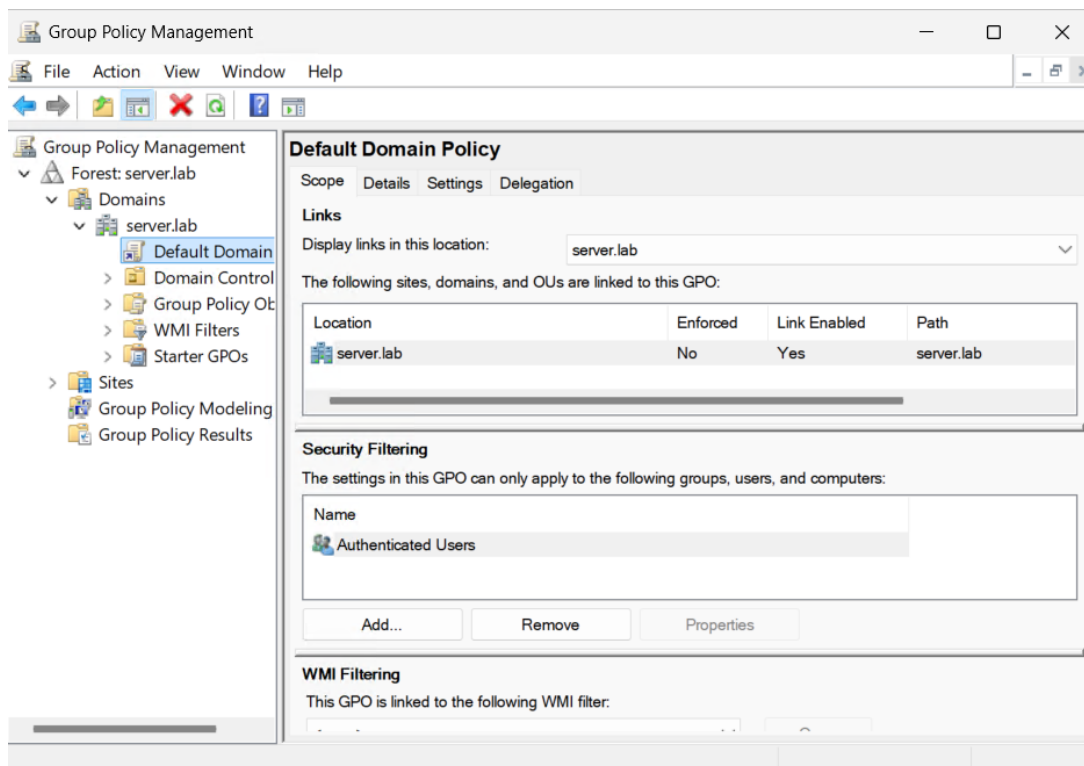 Group Policy Management
File Action View Window Help
Group Policy Management
Forest: server.lab
Domains
server.lab
Default Domain
Domain Control
Group Policy Ob
WMI Filters
Starter GPOs
Sites
Group Policy Modeling
Group Policy Results
Default Domain Policy
Scope Details Settings Delegation
Links
Display links in this location: server.lab
The following sites, domains, and OUs are linked to this GPO:
Location Enforced Link Enabled Path
server.lab No Yes server.lab
Security Filtering
The settings in this GPO can only apply to the following groups, users, and computers:
Name
Authenticated Users
Add... Remove Properties
WMI Filtering
This GPO is linked to the following WMI filter: